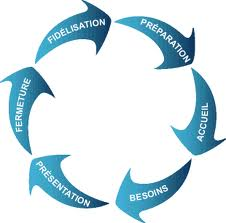 PRÉPARATION
ACCUEIL
BESOINS
PRÉSENTATION
FERMETURE
FIDÉLISATION